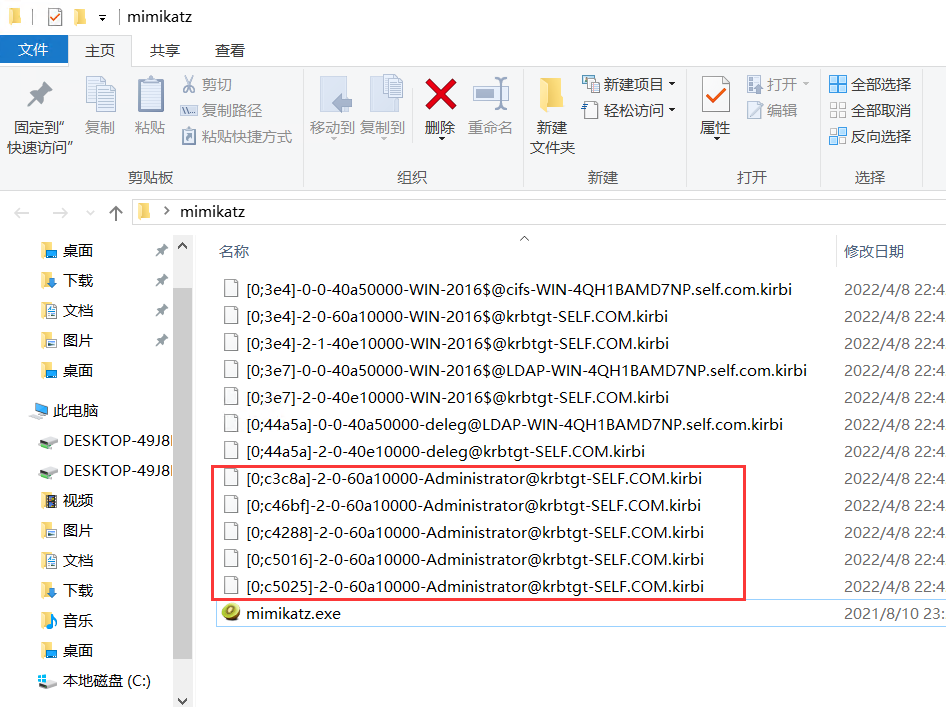 mimikatz
文件 主页 共享 查看
固定到"快速访问"
复制
粘贴
剪切
复制路径
粘贴快捷方式
剪贴板
移动到
复制到
删除
重命名
组织
新建文件夹
新建项目
轻松访问
新建
属性
打开
编辑
打开
全部选择
全部取消
反向选择
选择
mimikatz
桌面
下载
文档
图片
桌面
此电脑
DESKTOP-49J8
DESKTOP-49J8
视频
图片
文档
下载
音乐
桌面
本地磁盘 (C:)
名称 修改日期
[0;3e4]-0-0-40a50000-WIN-2016$@cifs-WIN-4QH1BAMD7NP.self.com.kirbi 2022/4/8 22:4
[0;3e4]-2-0-60a10000-WIN-2016$@krbtgt-SELF.COM.kirbi 2022/4/8 22:4
[0;3e4]-2-1-40e10000-WIN-2016$@krbtgt-SELF.COM.kirbi 2022/4/8 22:4
[0;3e7]-0-0-40a50000-WIN-2016$@LDAP-WIN-4QH1BAMD7NP.self.com.kirbi 2022/4/8 22:4
[0;3e7]-2-0-40e10000-WIN-2016$@krbtgt-SELF.COM.kirbi 2022/4/8 22:4
[0;44a5a]-0-0-40a50000-deleg@LDAP-WIN-4QH1BAMD7NP.self.com.kirbi 2022/4/8 22:4
[0;44a5a]-2-0-40e10000-deleg@krbtgt-SELF.COM.kirbi 2022/4/8 22:4
[0;c3c8a]-2-0-60a10000-Administrator@krbtgt-SELF.COM.kirbi 2022/4/8 22:4
[0;c46bf]-2-0-60a10000-Administrator@krbtgt-SELF.COM.kirbi 2022/4/8 22:4
[0;c4288]-2-0-60a10000-Administrator@krbtgt-SELF.COM.kirbi 2022/4/8 22:4
[0;c5016]-2-0-60a10000-Administrator@krbtgt-SELF.COM.kirbi 2022/4/8 22:4
[0;c5025]-2-0-60a10000-Administrator@krbtgt-SELF.COM.kirbi 2022/4/8 22:4
mimikatz.exe 2021/8/10 23: